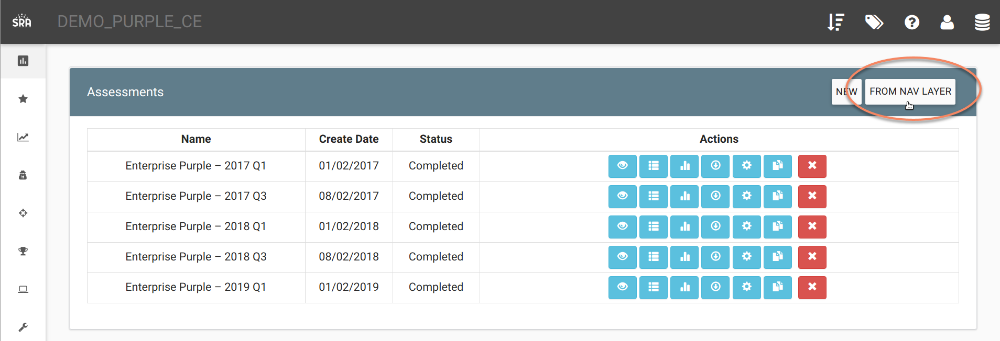 SRA DEMO_PURPLE_CE
Assessments NEW FROM NAV LAYER
Name Create Date Status Actions
Enterprise Purple – 2017 Q1 01/02/2017 Completed
Enterprise Purple – 2017 Q3 08/02/2017 Completed
Enterprise Purple – 2018 Q1 01/02/2018 Completed
Enterprise Purple – 2018 Q3 08/02/2018 Completed
Enterprise Purple – 2019 Q1 01/02/2019 Completed